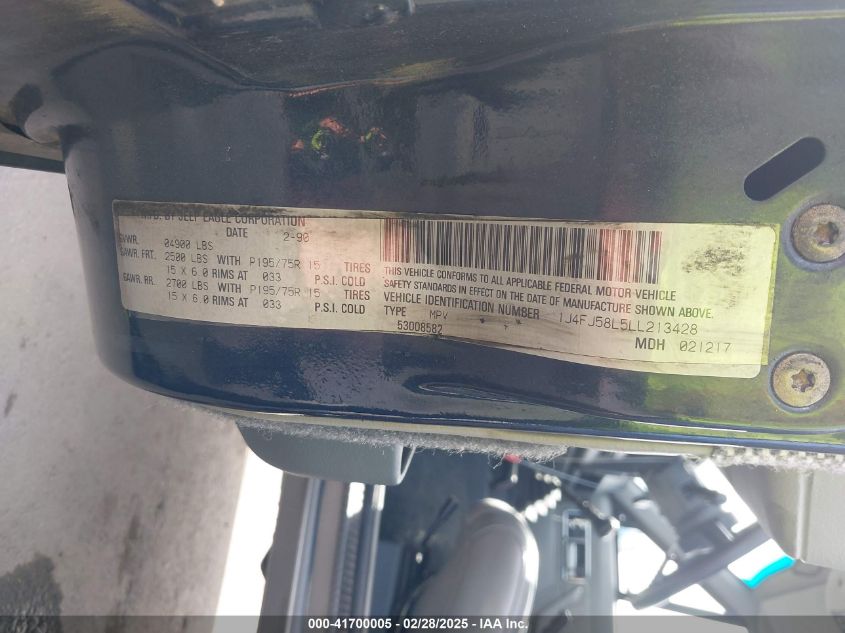 MFD. BY JEEP EAGLE CORPORATION
DATE 2-90
GVWR. 04900 LBS
GAWR. FRT. 2500 LBS WITH P195/75R 15 TIRES
15 X 6.0 RIMS AT 033 P.S.I. COLD
GAWR. RR. 2700 LBS WITH P195/75R 15 TIRES
15 X 6.0 RIMS AT 033 P.S.I. COLD
THIS VEHICLE CONFORMS TO ALL APPLICABLE FEDERAL MOTOR VEHICLE
SAFETY STANDARDS IN EFFECT ON THE DATE OF MANUFACTURE SHOWN ABOVE.
VEHICLE IDENTIFICATION NUMBER 1J4FJ58L5LL213428
TYPE MPV
53008582
MDH 021217
000-41700005 / 02/28/2025 - IAA Inc.